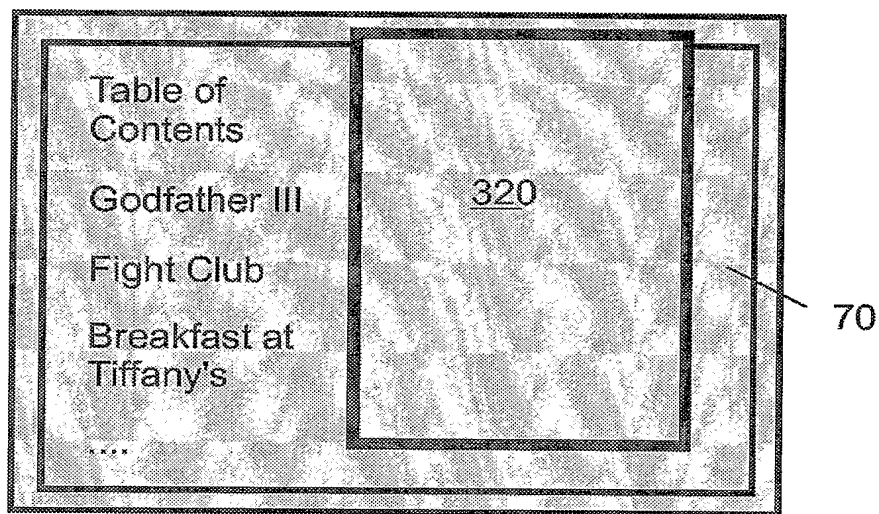 Table of
Contents
Godfather III
Fight Club
Breakfast at
Tiffany's
....
320
70